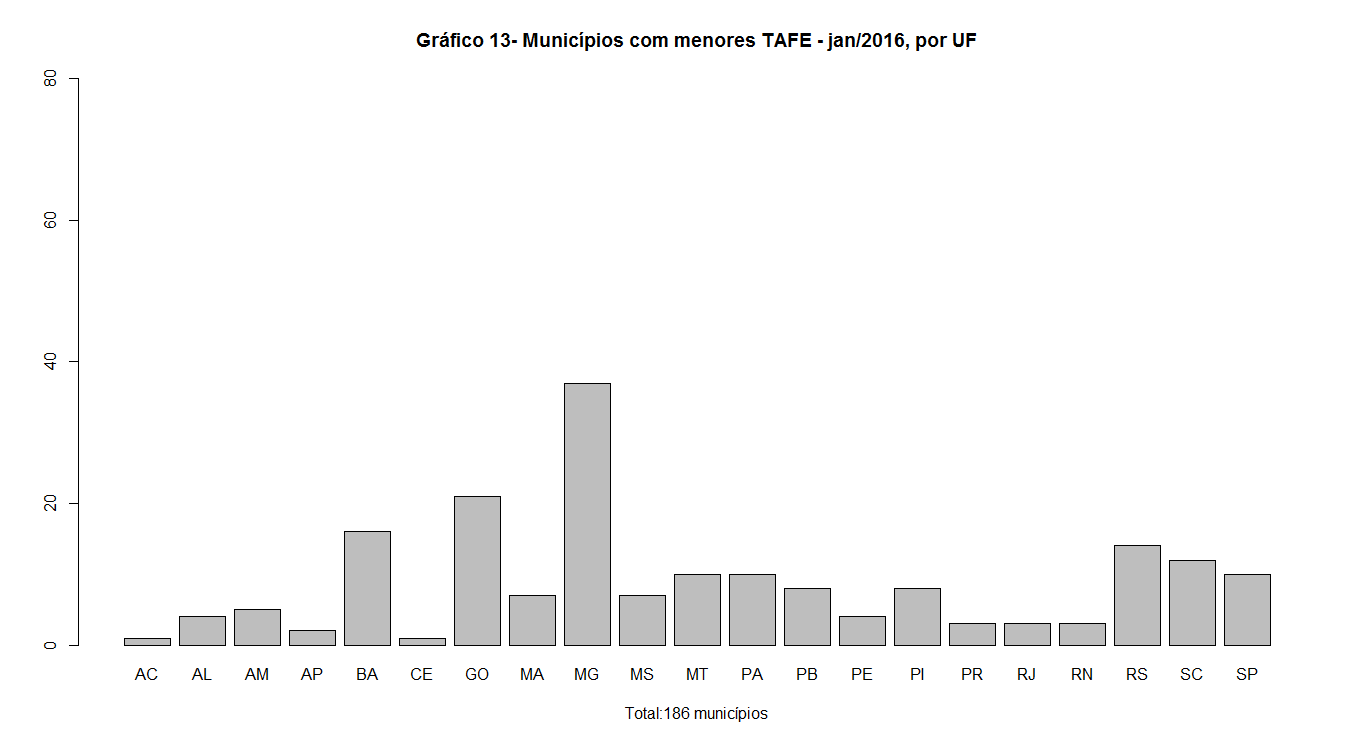 Gráfico 13- Municípios com menores TAFE - jan/2016, por UF
80
60
40
20
0
AC AL AM AP BA CE GO MA MG MS MT PA PB PE PI PR RJ RN RS SC SP
Total:186 municípios